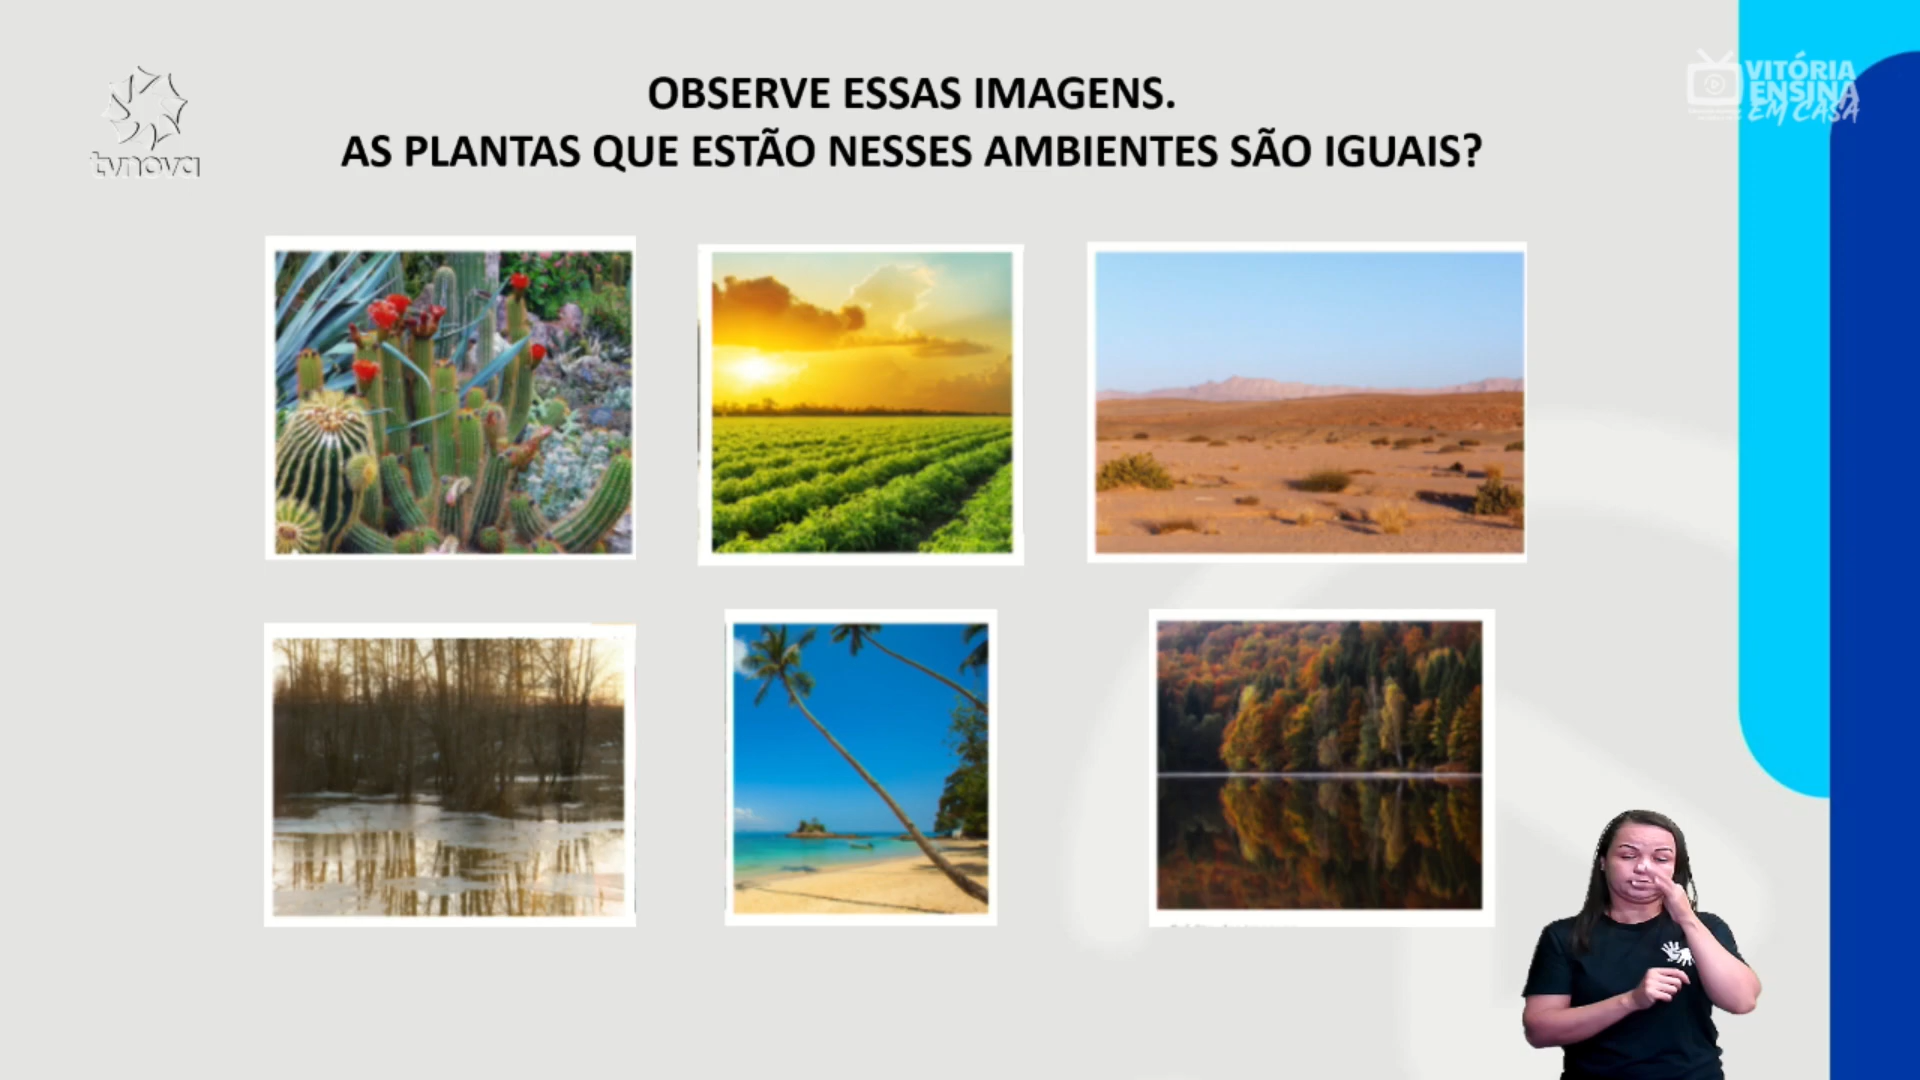 OBSERVE ESSAS IMAGENS.
AS PLANTAS QUE ESTÃO NESSES AMBIENTES SÃO IGUAIS?
tvnova
VITÓRIA
ENSINA
EM CASA